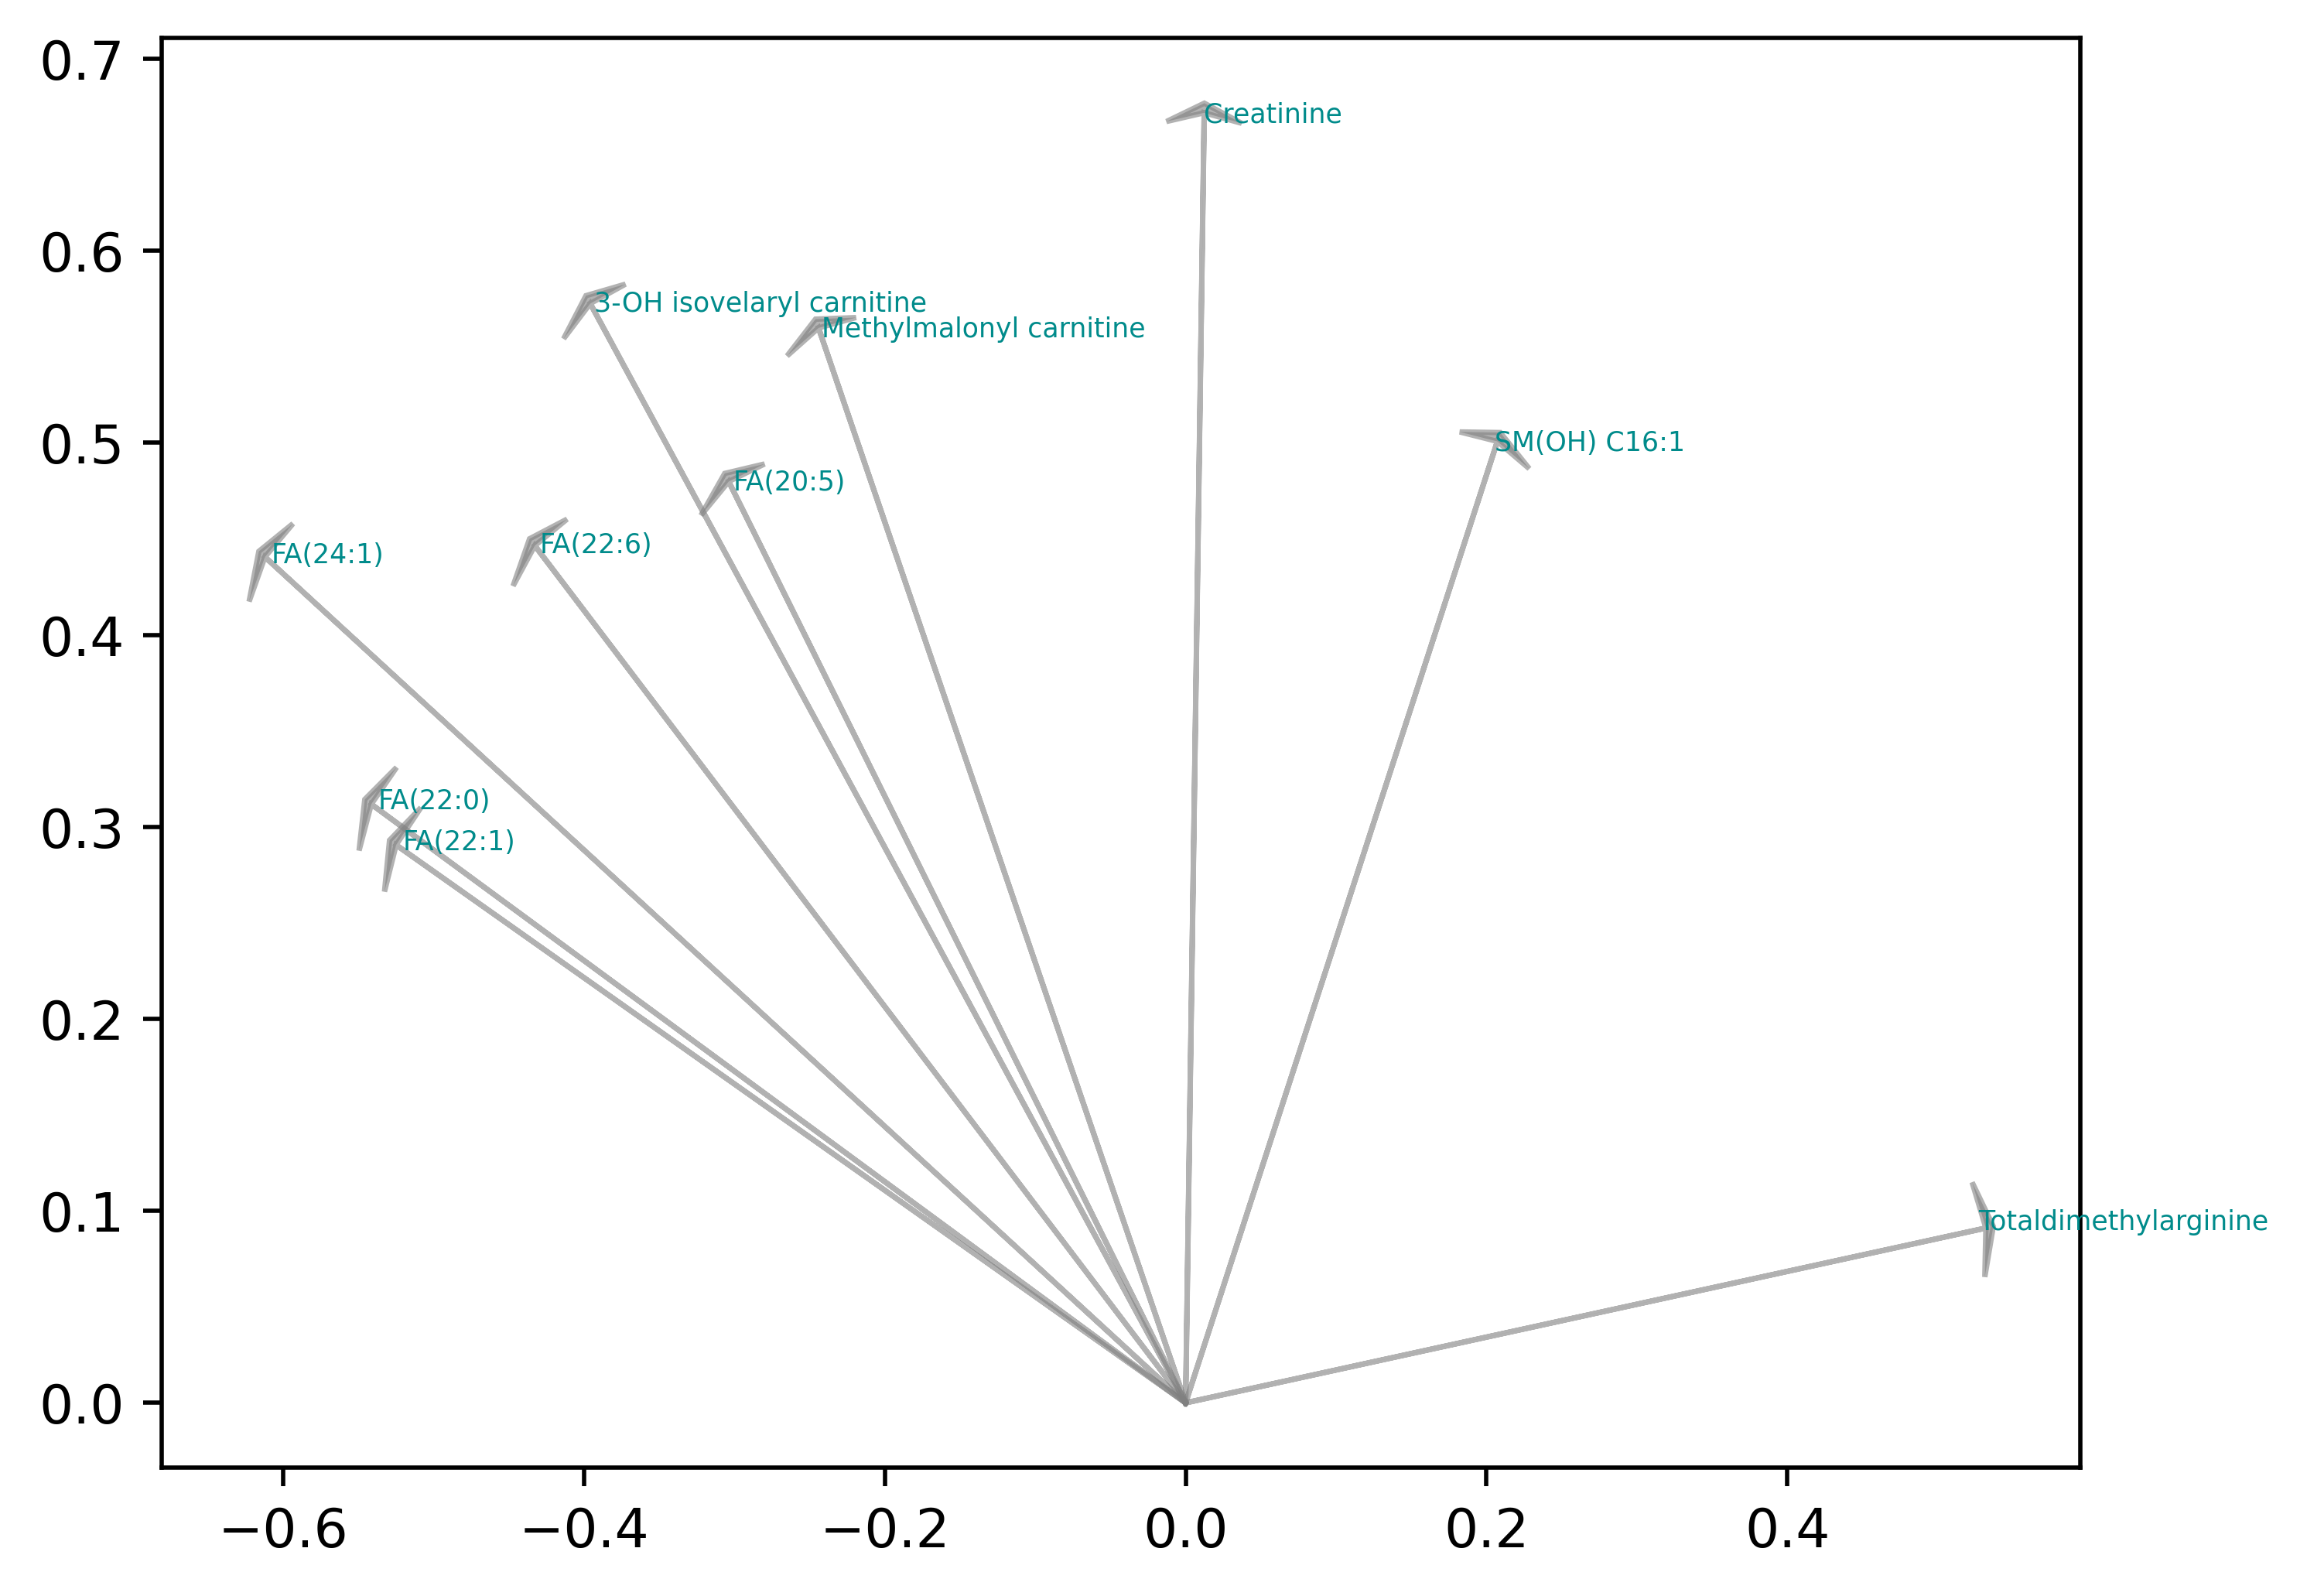 0.7
0.6
0.5
0.4
0.3
0.2
0.1
0.0
Creatinine
3-OH isovelaryl carnitine
Methylmalonyl carnitine
SM(OH) C16:1
FA(20:5)
FA(22:6)
FA(24:1)
FA(22:0)
FA(22:1)
Totaldimethylarginine
−0.6 −0.4 −0.2 0.0 0.2 0.4